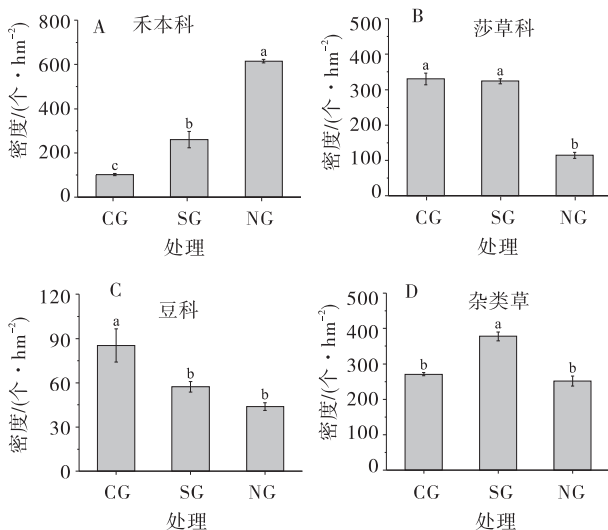 A 禾本科
800
600
400
200
0
密度/(个·hm⁻²)
c
b
a
CG SG NG
处理
B 莎草科
500
400
300
200
100
0
密度/(个·hm⁻²)
a
a
b
CG SG NG
处理
C 豆科
120
90
60
30
0
密度/(个·hm⁻²)
a
b
b
CG SG NG
处理
D 杂类草
500
400
300
200
100
0
密度/(个·hm⁻²)
b
a
b
CG SG NG
处理